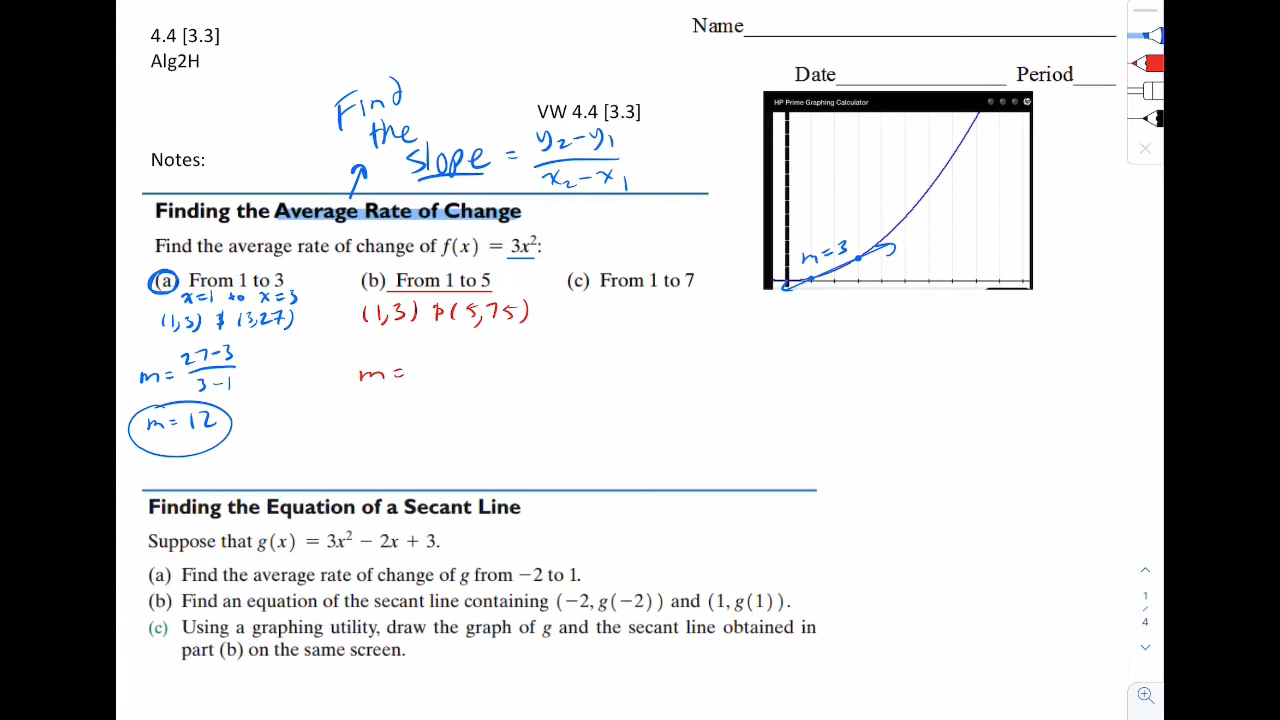 4.4 [3.3]
Alg2H
Name
Date Period
HP Prime Graphing Calculator
VW 4.4 [3.3]
Notes:
Find
the
slope = y₂-y₁
x₂-x₁
Finding the Average Rate of Change
Find the average rate of change of f(x) = 3x²:
(a) From 1 to 3 (b) From 1 to 5 (c) From 1 to 7
x=1 to x=3
(1,3) & (3,27)
(1,3) & (5,75)
m= 27-3
3-1
m=
m= 12
m=3
Finding the Equation of a Secant Line
Suppose that g(x) = 3x² − 2x + 3.
(a) Find the average rate of change of g from −2 to 1.
(b) Find an equation of the secant line containing (−2, g(−2)) and (1, g(1)).
(c) Using a graphing utility, draw the graph of g and the secant line obtained in
part (b) on the same screen.
1
/
4